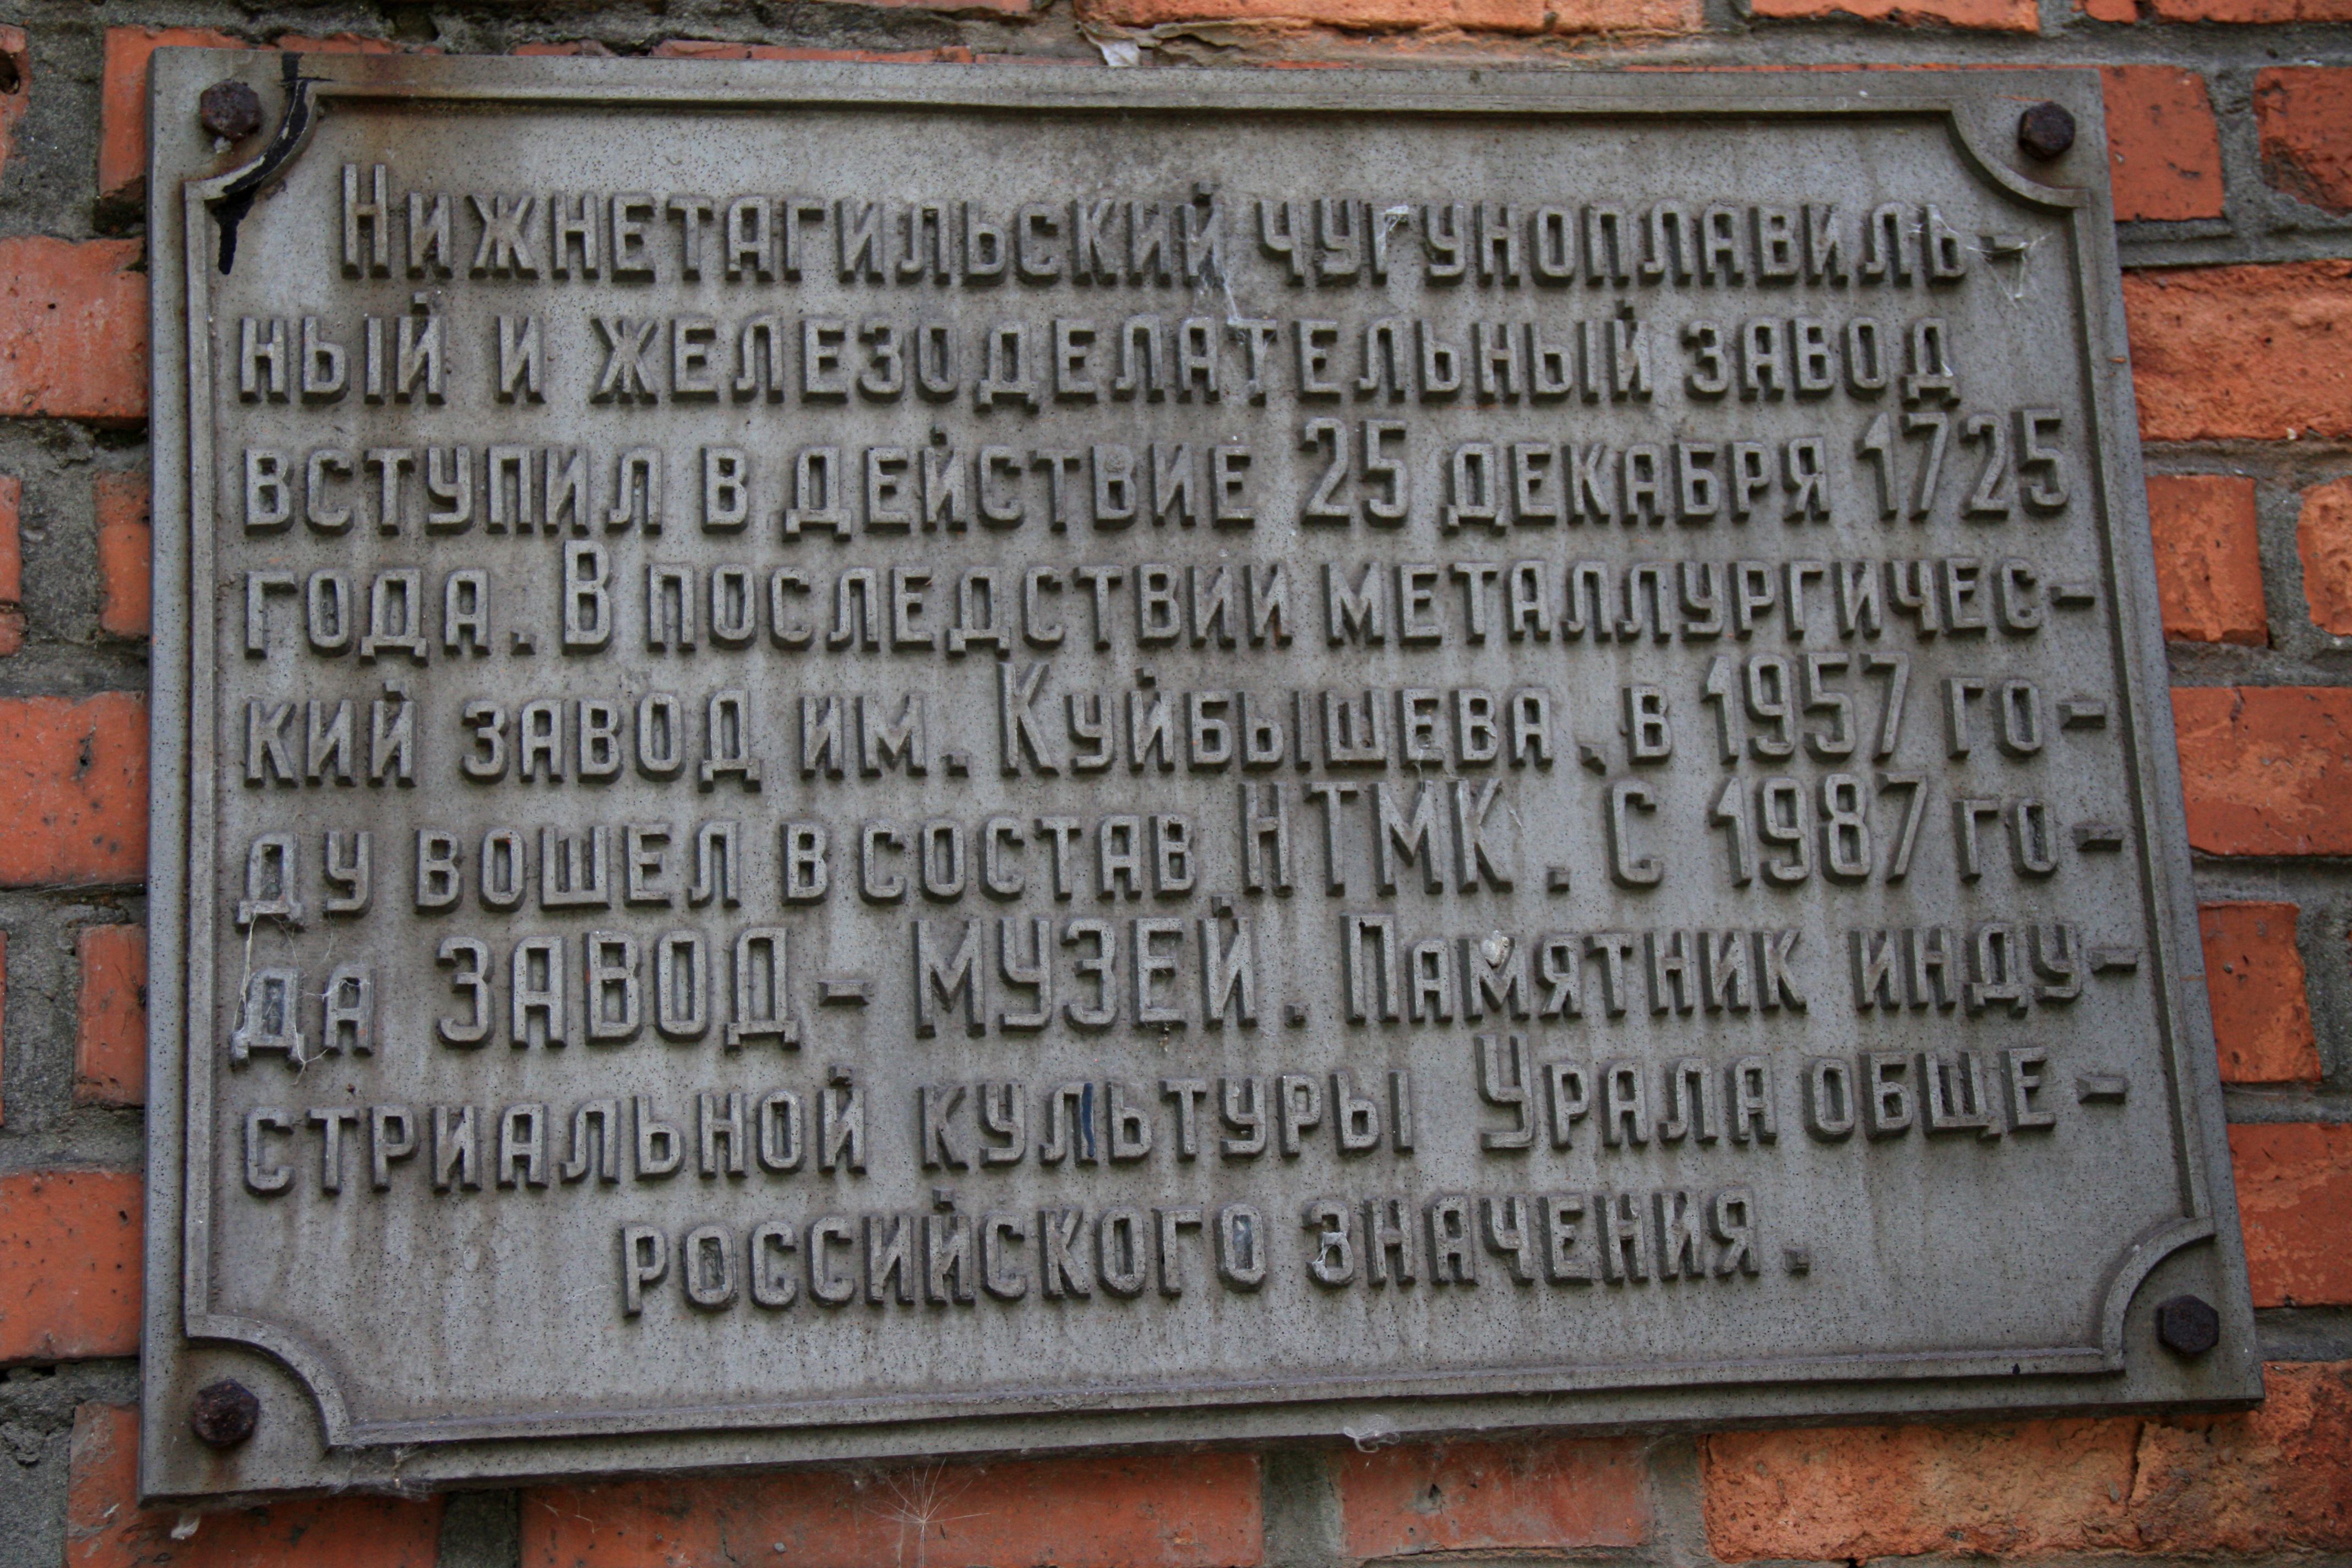 Нижнетагильский чугуноплавиль-
ный и железоделательный завод
вступил в действие 25 декабря 1725
года. В последствии металлургичес-
кий завод им. Куйбышева, в 1957 го-
ду вошел в состав НТМК. С 1987 го-
да ЗАВОД-МУЗЕЙ. Памятник инду-
стриальной культуры Урала обще-
российского значения.